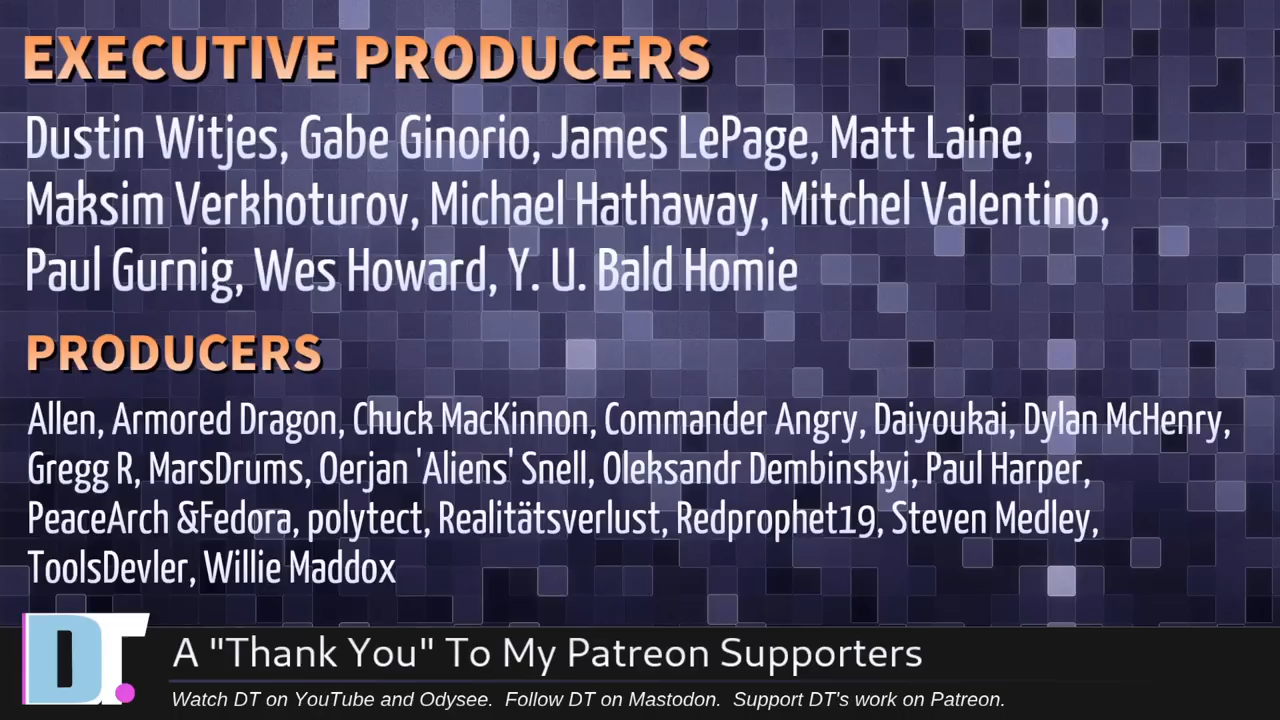 EXECUTIVE PRODUCERS
Dustin Witjes, Gabe Ginorio, James LePage, Matt Laine,
Maksim Verkhoturov, Michael Hathaway, Mitchel Valentino,
Paul Gurnig, Wes Howard, Y. U. Bald Homie
PRODUCERS
Allen, Armored Dragon, Chuck MacKinnon, Commander Angry, Daiyoukai, Dylan McHenry,
Gregg R, MarsDrums, Oerjan 'Aliens' Snell, Oleksandr Dembinskyi, Paul Harper,
PeaceArch &Fedora, polytect, Realitätsverlust, Redprophet19, Steven Medley,
ToolsDevler, Willie Maddox
DT.
A "Thank You" To My Patreon Supporters
Watch DT on YouTube and Odysee. Follow DT on Mastodon. Support DT's work on Patreon.